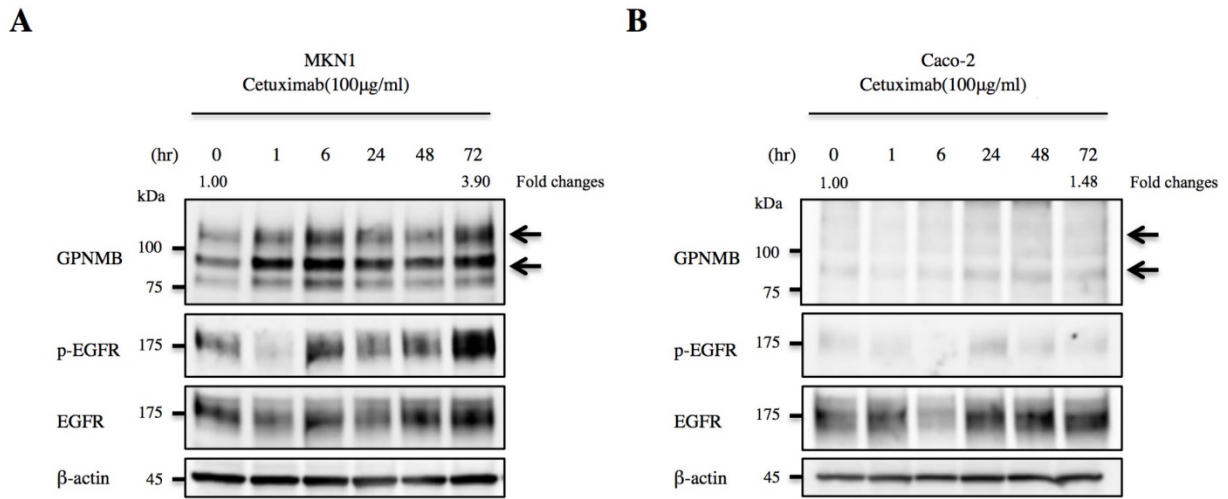 A
MKN1
Cetuximab(100μg/ml)
(hr) 0 1 6 24 48 72
1.00 3.90 Fold changes
kDa
GPNMB
100
75
p-EGFR
175
EGFR
175
β-actin
45
B
Caco-2
Cetuximab(100μg/ml)
(hr) 0 1 6 24 48 72
1.00 1.48 Fold changes
kDa
GPNMB
100
75
p-EGFR
175
EGFR
175
β-actin
45